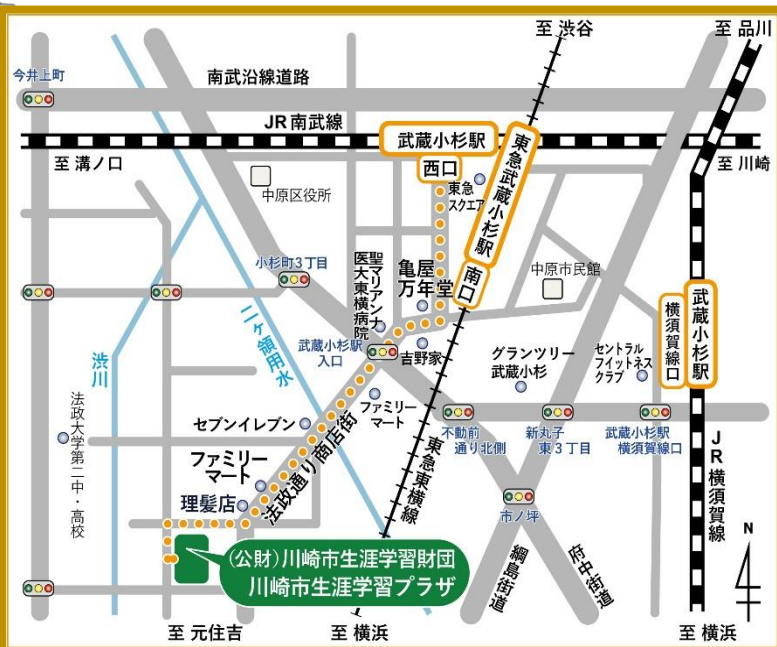 至 渋谷
至 品川
今井上町
南武沿線道路
JR 南武線
武蔵小杉駅
西口
至 溝ノ口
至 川崎
東急武蔵小杉駅
南口
東急
スクエア
中原区役所
小杉町3丁目
聖マリアンナ
医大東横病院
亀屋
万年堂
中原市民館
武蔵小杉駅
横須賀線口
二ヶ領用水
武蔵小杉駅
入口
吉野家
グランツリー
武蔵小杉
セントラル
フィットネス
クラブ
渋川
法政大学第二中・高校
セブンイレブン
ファミリー
マート
法政通り商店街
不動前
通り北側
新丸子
東3丁目
武蔵小杉駅
横須賀線口
東急東横線
JR 横須賀線
ファミリー
マート
理髪店
市ノ坪
綱島街道
府中街道
N
(公財)川崎市生涯学習財団
川崎市生涯学習プラザ
至 元住吉
至 横浜
至 横浜